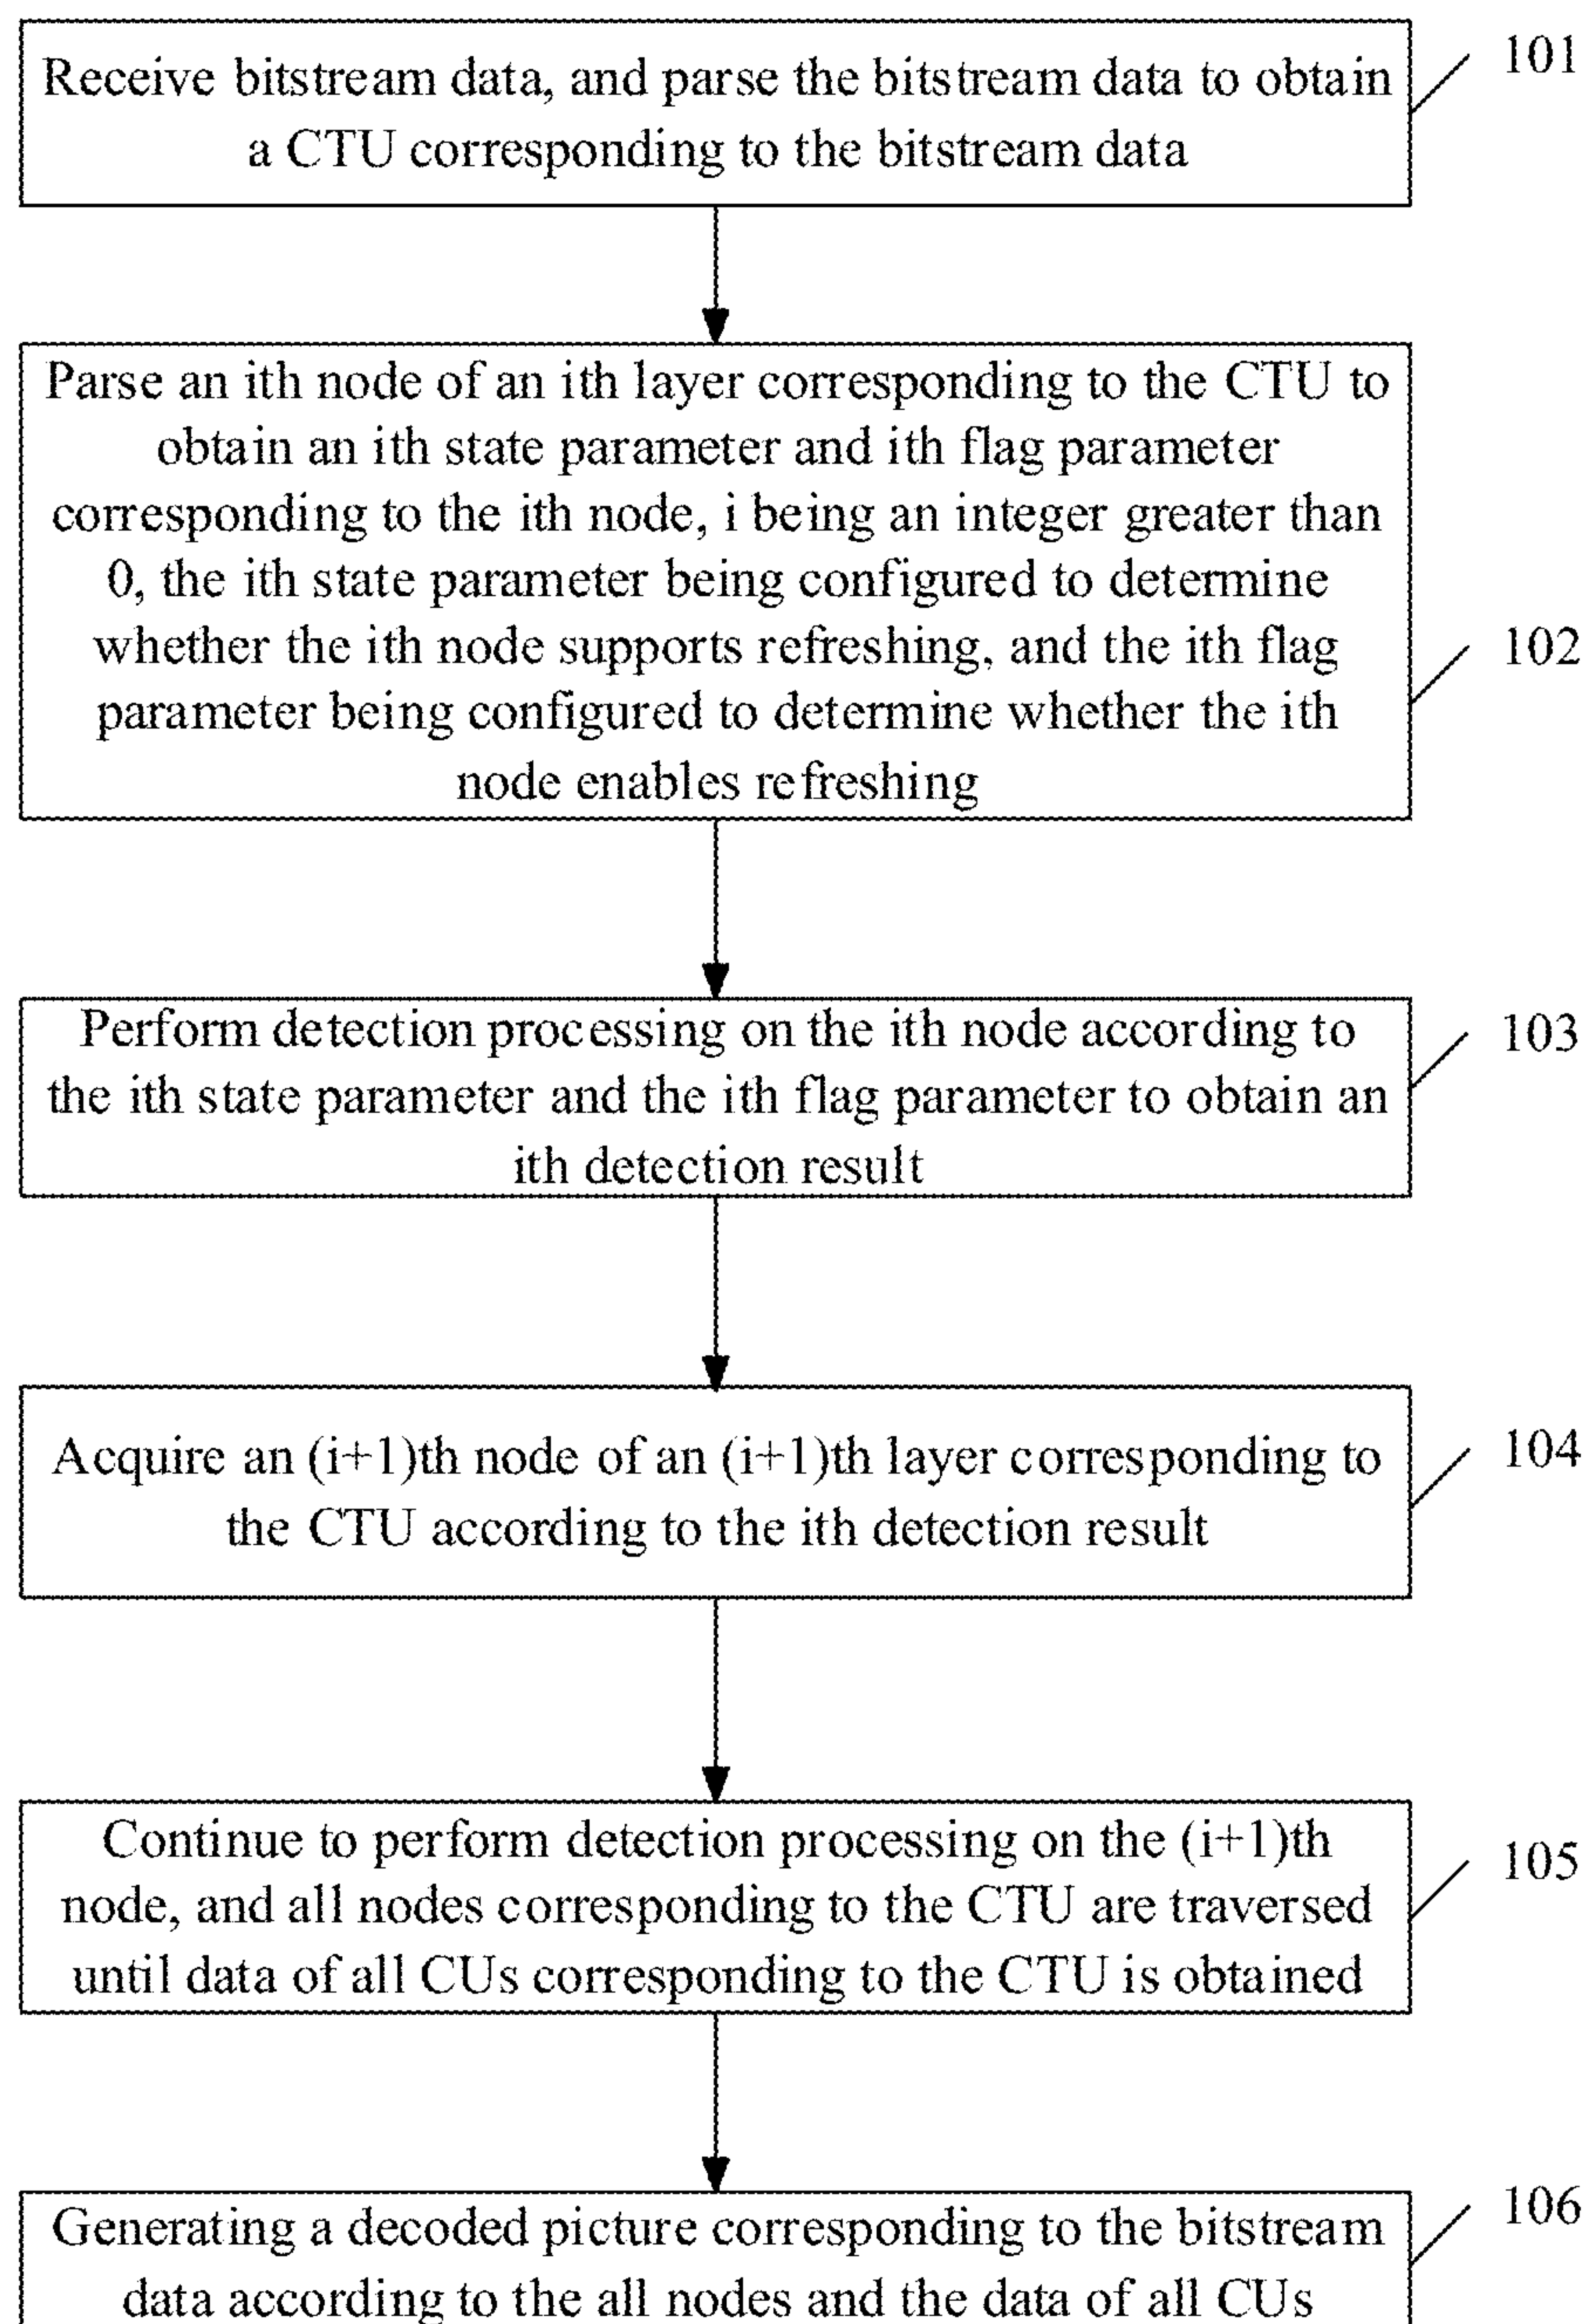 Receive bitstream data, and parse the bitstream data to obtain
a CTU corresponding to the bitstream data
101
Parse an ith node of an ith layer corresponding to the CTU to
obtain an ith state parameter and ith flag parameter
corresponding to the ith node, i being an integer greater than
0, the ith state parameter being configured to determine
whether the ith node supports refreshing, and the ith flag
parameter being configured to determine whether the ith
node enables refreshing
102
Perform detection processing on the ith node according to
the ith state parameter and the ith flag parameter to obtain an
ith detection result
103
Acquire an (i+1)th node of an (i+1)th layer corresponding to
the CTU according to the ith detection result
104
Continue to perform detection processing on the (i+1)th
node, and all nodes corresponding to the CTU are traversed
until data of all CUs corresponding to the CTU is obtained
105
Generating a decoded picture corresponding to the bitstream
data according to the all nodes and the data of all CUs
106